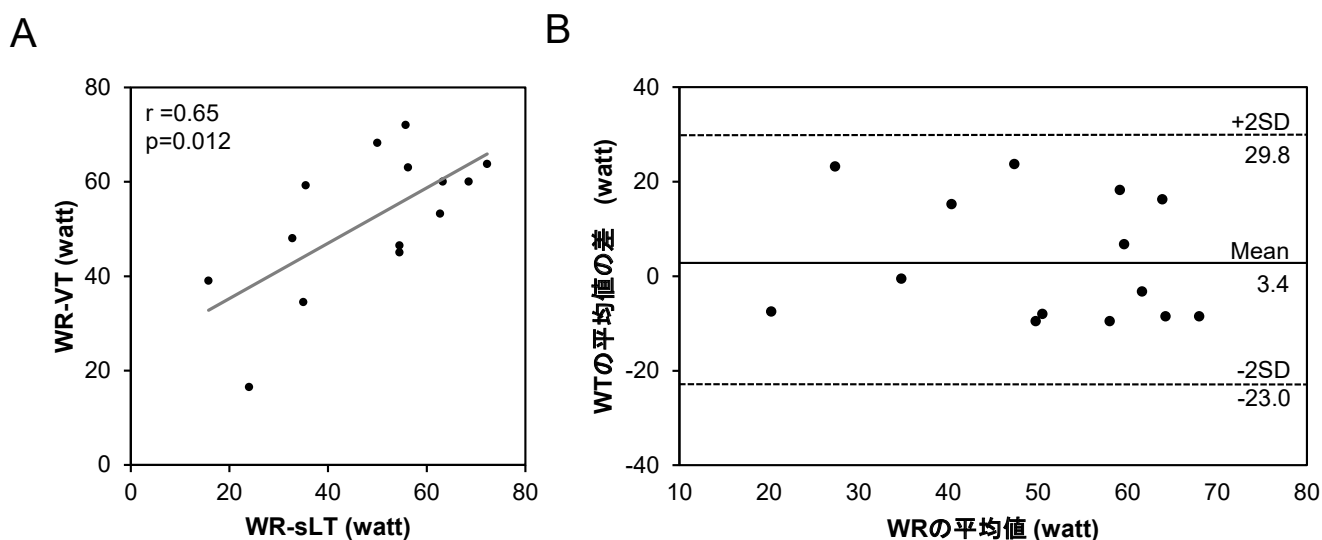 A
80
60
40
20
0
r =0.65
p=0.012
WR-VT (watt)
0 20 40 60 80
WR-sLT (watt)
B
40
20
0
-20
-40
+2SD
29.8
Mean
3.4
-2SD
-23.0
WTの平均値の差 (watt)
10 20 30 40 50 60 70 80
WRの平均値 (watt)